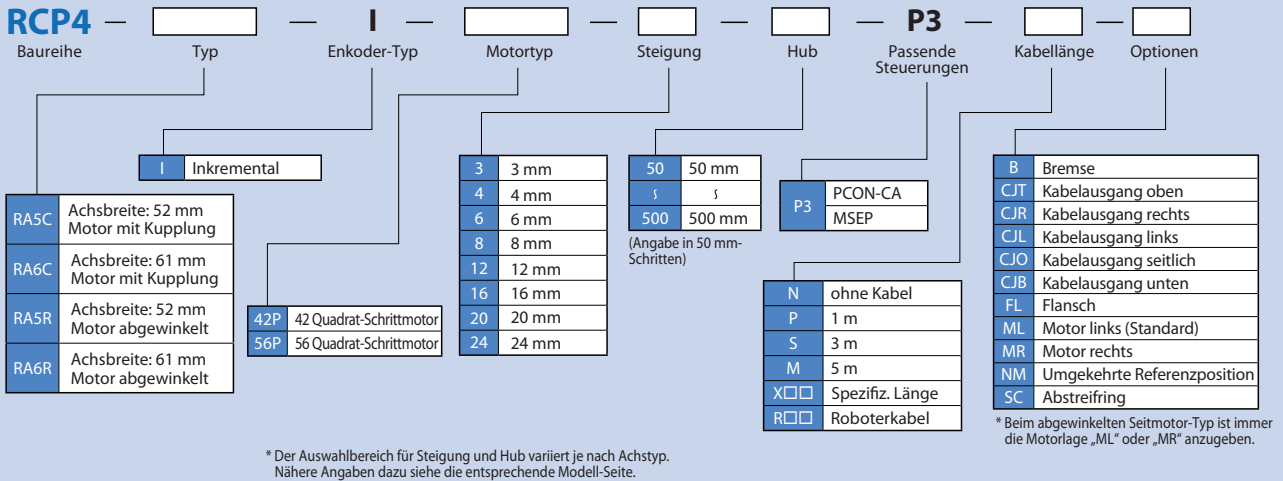 RCP4 — □ — I — □ — □ — □ — P3 — □ — □
Baureihe Typ Enkoder-Typ Motortyp Steigung Hub Passende Steuerungen Kabellänge Optionen
I Inkremental
RA5C Achsbreite: 52 mm
Motor mit Kupplung
RA6C Achsbreite: 61 mm
Motor mit Kupplung
RA5R Achsbreite: 52 mm
Motor abgewinkelt
RA6R Achsbreite: 61 mm
Motor abgewinkelt
42P 42 Quadrat-Schrittmotor
56P 56 Quadrat-Schrittmotor
3 3 mm
4 4 mm
6 6 mm
8 8 mm
12 12 mm
16 16 mm
20 20 mm
24 24 mm
50 50 mm
≀ ≀
500 500 mm
(Angabe in 50 mm-
Schritten)
P3 PCON-CA
MSEP
N ohne Kabel
P 1 m
S 3 m
M 5 m
X□□ Spezifiz. Länge
R□□ Roboterkabel
B Bremse
CJT Kabelausgang oben
CJR Kabelausgang rechts
CJL Kabelausgang links
CJO Kabelausgang seitlich
CJB Kabelausgang unten
FL Flansch
ML Motor links (Standard)
MR Motor rechts
NM Umgekehrte Referenzposition
SC Abstreifring
* Beim abgewinkelten Seitmotor-Typ ist immer
die Motorlage „ML“ oder „MR“ anzugeben.
* Der Auswahlbereich für Steigung und Hub variiert je nach Achstyp.
Nähere Angaben dazu siehe die entsprechende Modell-Seite.